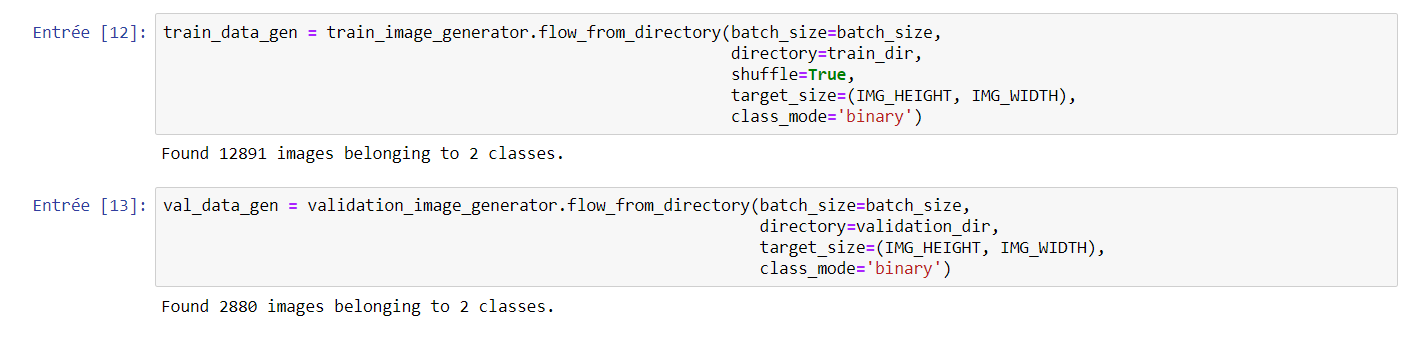 Entrée [12]: train_data_gen = train_image_generator.flow_from_directory(batch_size=batch_size,
directory=train_dir,
shuffle=True,
target_size=(IMG_HEIGHT, IMG_WIDTH),
class_mode='binary')
Found 12891 images belonging to 2 classes.
Entrée [13]: val_data_gen = validation_image_generator.flow_from_directory(batch_size=batch_size,
directory=validation_dir,
target_size=(IMG_HEIGHT, IMG_WIDTH),
class_mode='binary')
Found 2880 images belonging to 2 classes.